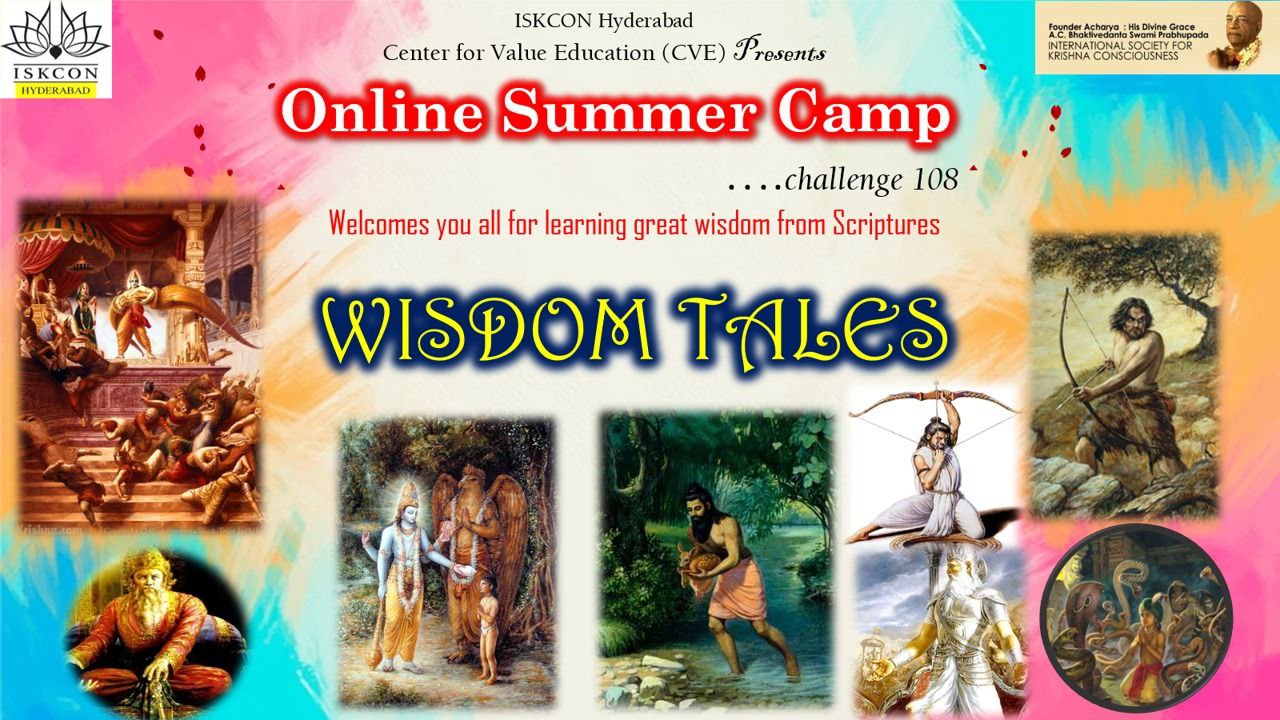 ISKCON
HYDERABAD
ISKCON Hyderabad
Center for Value Education (CVE) Presents
Founder Acharya : His Divine Grace
A.C. Bhaktivedanta Swami Prabhupada
INTERNATIONAL SOCIETY FOR
KRISHNA CONSCIOUSNESS
Online Summer Camp
....challenge 108
Welcomes you all for learning great wisdom from Scriptures
WISDOM TALES
Krishna.com